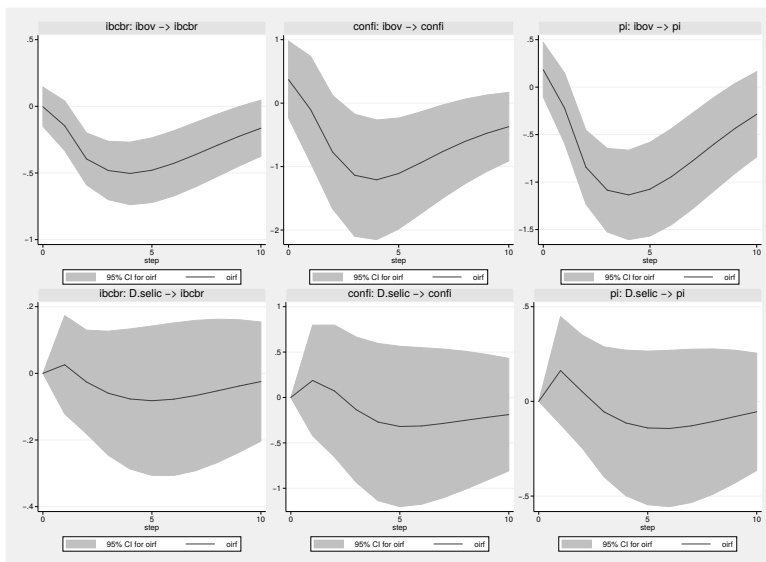 ibcbr: ibov −> ibcbr
.5
0
−.5
−1
0
5
10
step
95% CI for oirf
oirf
confi: ibov −> confi
1
0
−1
−2
0
5
10
step
95% CI for oirf
oirf
pi: ibov −> pi
.5
0
−.5
−1
−1.5
0
5
10
step
95% CI for oirf
oirf
ibcbr: D.selic −> ibcbr
.2
0
−.2
−.4
0
5
10
step
95% CI for oirf
oirf
confi: D.selic −> confi
1
.5
0
−.5
−1
0
5
10
step
95% CI for oirf
oirf
pi: D.selic −> pi
.5
0
−.5
0
5
10
step
95% CI for oirf
oirf